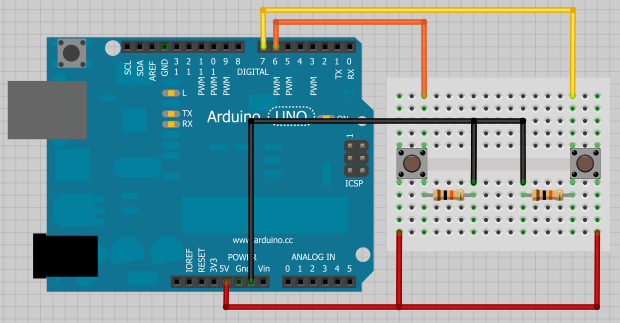 7 6 5 4 3 2 1 0
SCL
SDA
AREF
GND
13
12
PWM 11
PWM 10
PWM 9
8
DIGITAL
PWM
PWM
PWM
TX
RX
L
TX
RX
Arduino UNO
ON
1
ICSP
www.arduino.cc
POWER
ANALOG IN
IOREF
RESET
3V3
5V
Gnd
Vin
0 1 2 3 4 5